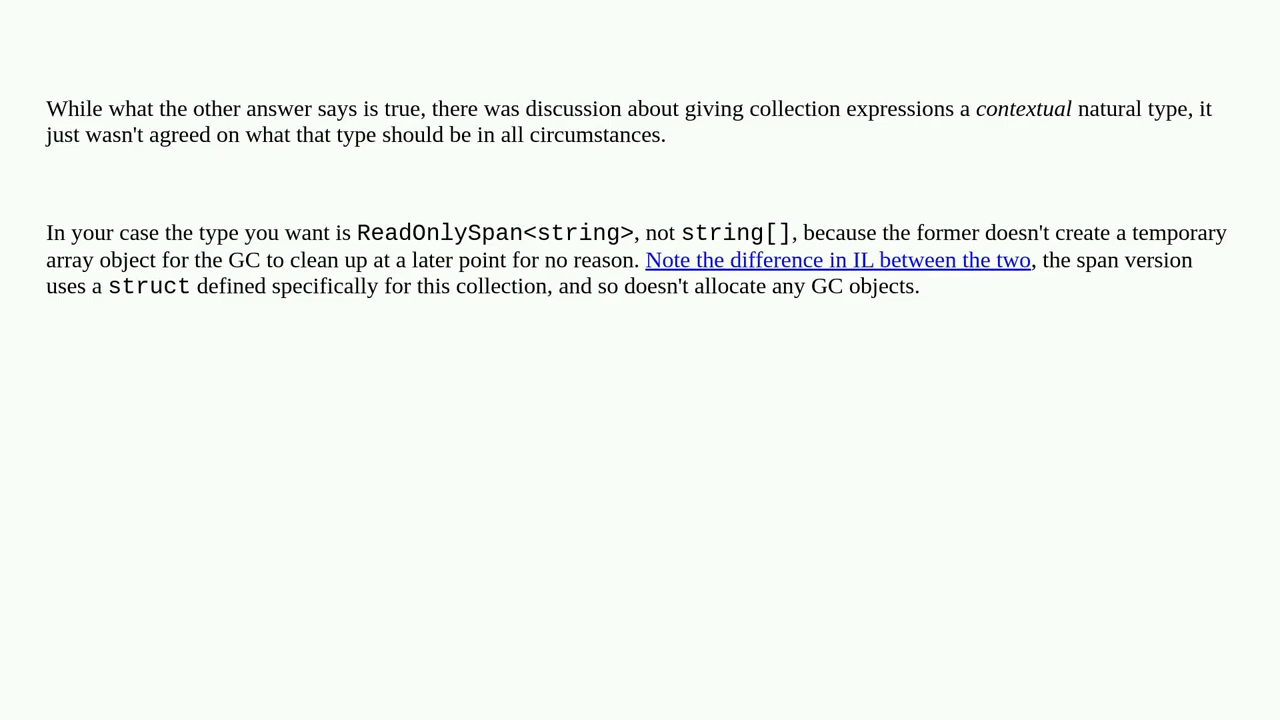 While what the other answer says is true, there was discussion about giving collection expressions a contextual natural type, it
just wasn't agreed on what that type should be in all circumstances.
In your case the type you want is ReadOnlySpan<string>, not string[], because the former doesn't create a temporary
array object for the GC to clean up at a later point for no reason. Note the difference in IL between the two, the span version
uses a struct defined specifically for this collection, and so doesn't allocate any GC objects.